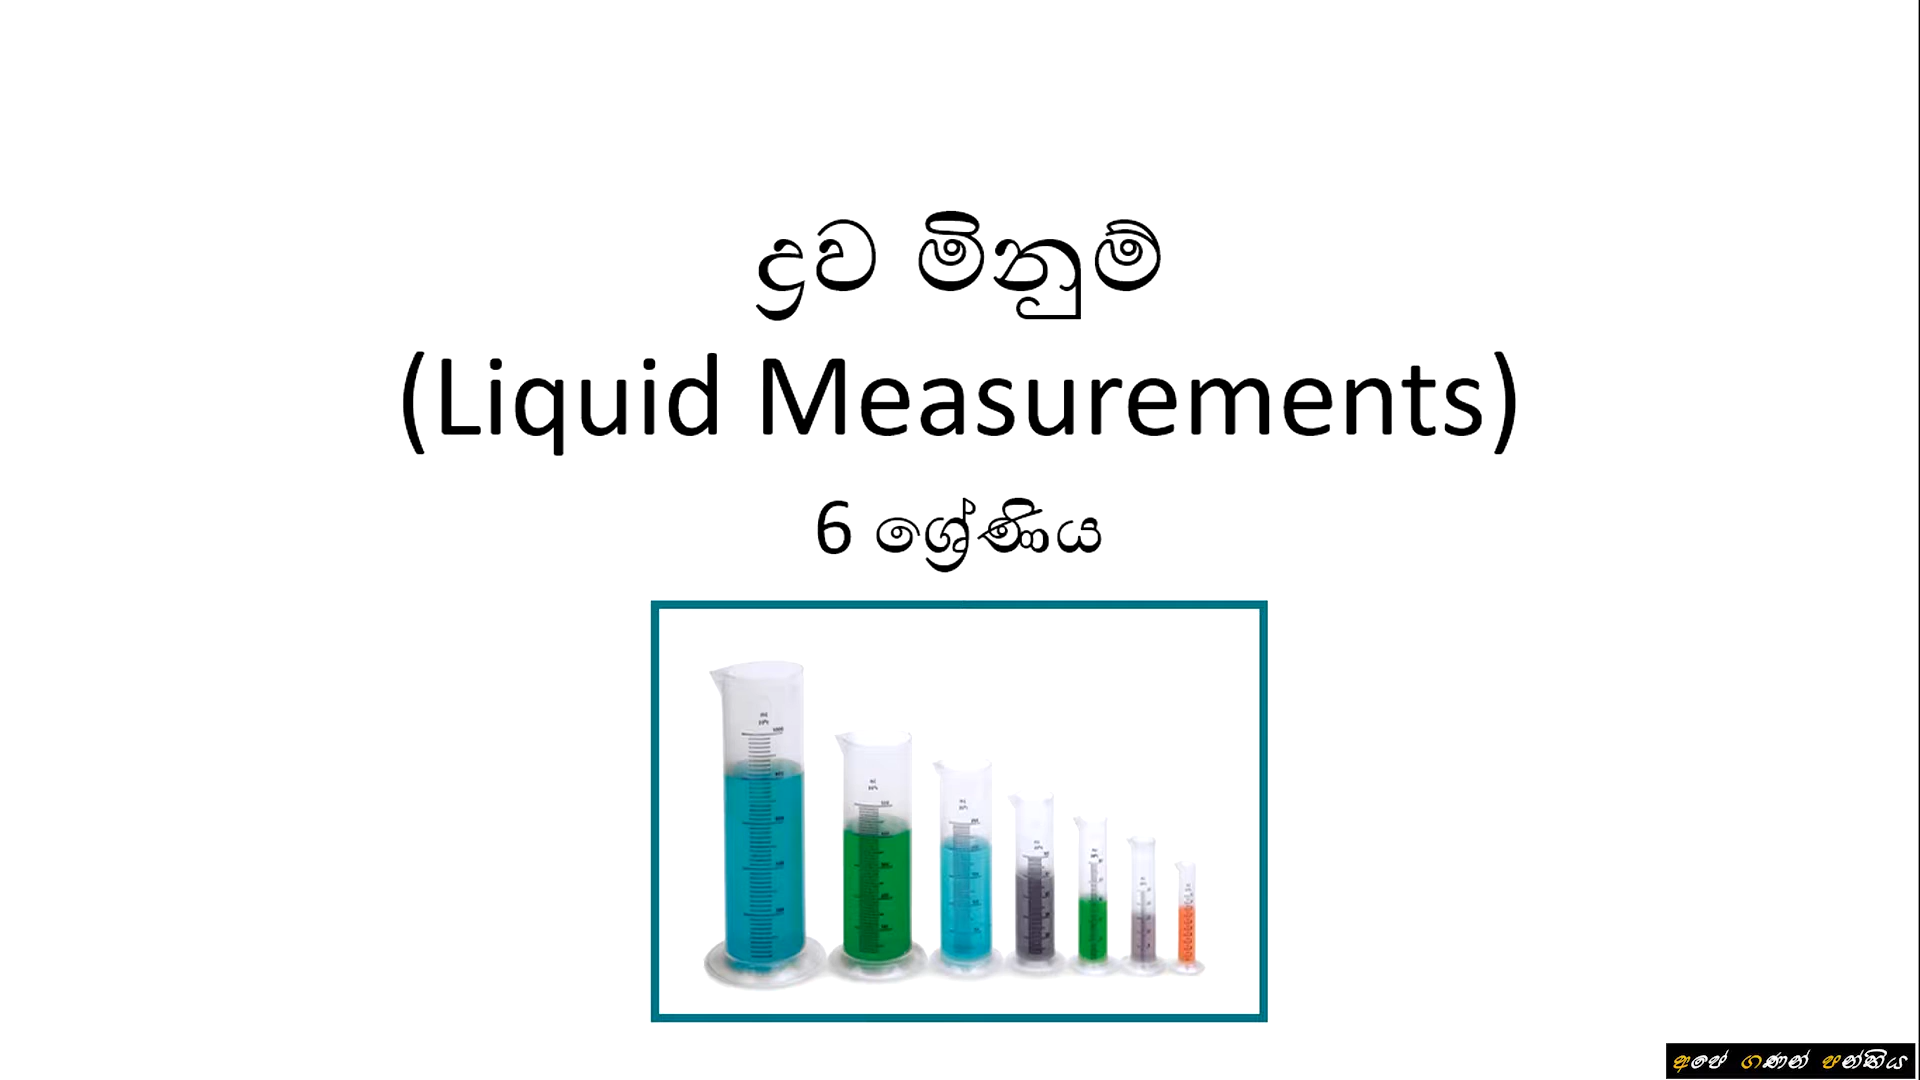 ද්‍රව මිනුම්
(Liquid Measurements)
6 ශ්‍රේණිය
අපේ ගණන් පන්තිය